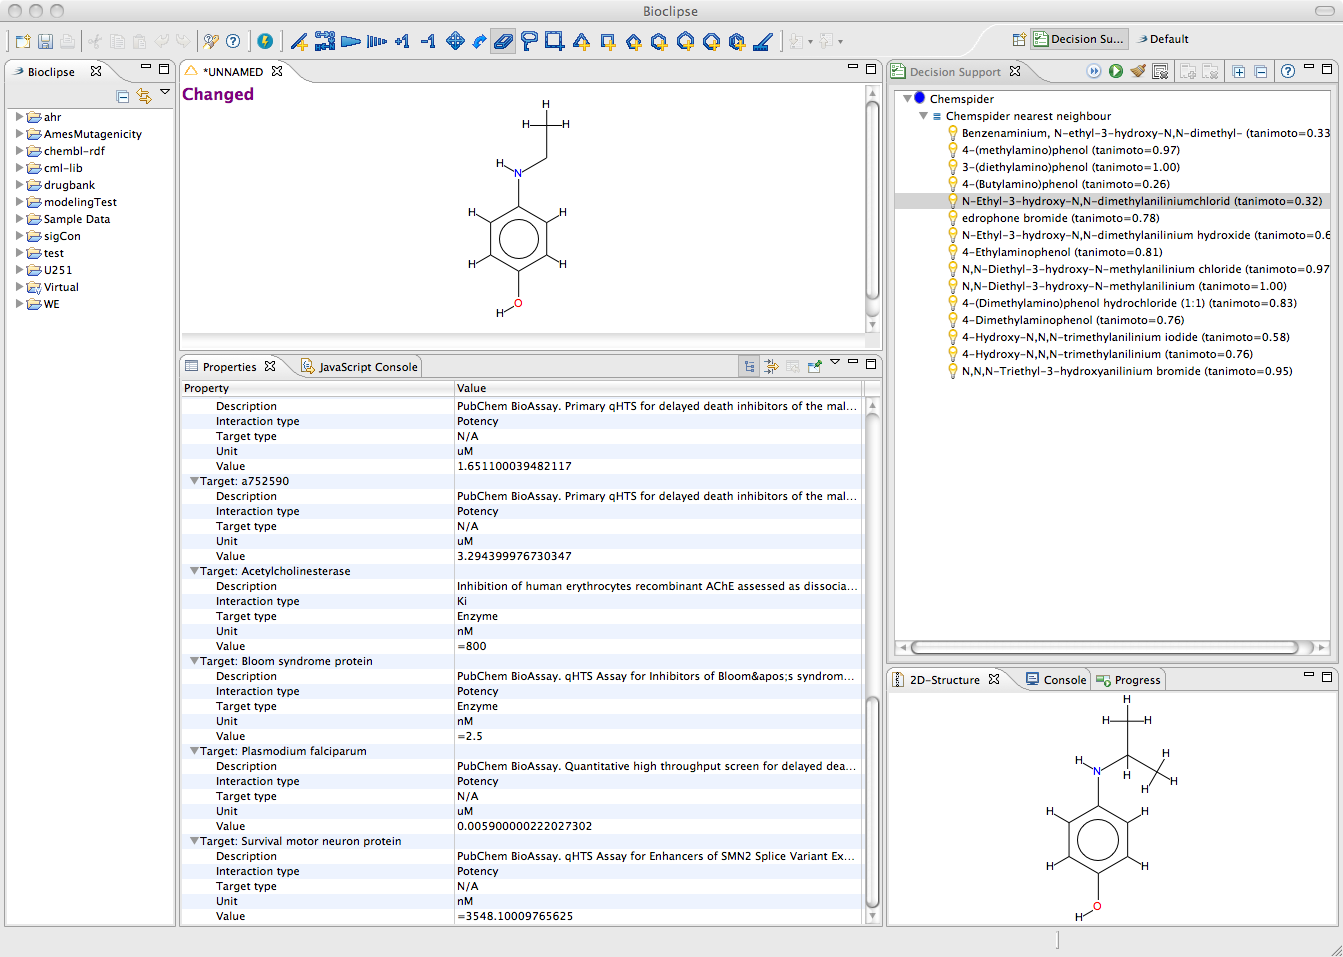 Bioclipse
Decision Su...
Default
Bioclipse
ahr
AmesMutagenicity
chembl-rdf
cml-lib
drugbank
modelingTest
Sample Data
sigCon
test
U251
Virtual
WE
*UNNAMED
Changed
H
H H
H
N
H H
H H
H O
Properties
JavaScript Console
Property Value
Description PubChem BioAssay. Primary qHTS for delayed death inhibitors of the mal...
Interaction type Potency
Target type N/A
Unit uM
Value 1.651100039482117
Target: a752590
Description PubChem BioAssay. Primary qHTS for delayed death inhibitors of the mal...
Interaction type Potency
Target type N/A
Unit uM
Value 3.294399976730347
Target: Acetylcholinesterase
Description Inhibition of human erythrocytes recombinant AChE assessed as dissocia...
Interaction type Ki
Target type Enzyme
Unit nM
Value =800
Target: Bloom syndrome protein
Description PubChem BioAssay. qHTS Assay for Inhibitors of Bloom&apos;s syndrom...
Interaction type Potency
Target type Enzyme
Unit nM
Value =2.5
Target: Plasmodium falciparum
Description PubChem BioAssay. Quantitative high throughput screen for delayed dea...
Interaction type Potency
Target type N/A
Unit uM
Value 0.005900000222027302
Target: Survival motor neuron protein
Description PubChem BioAssay. qHTS Assay for Enhancers of SMN2 Splice Variant Ex...
Interaction type Potency
Target type N/A
Unit nM
Value =3548.10009765625
Decision Support
Chemspider
Chemspider nearest neighbour
Benzenaminium, N-ethyl-3-hydroxy-N,N-dimethyl- (tanimoto=0.33
4-(methylamino)phenol (tanimoto=0.97)
3-(diethylamino)phenol (tanimoto=1.00)
4-(Butylamino)phenol (tanimoto=0.26)
N-Ethyl-3-hydroxy-N,N-dimethylaniliniumchlorid (tanimoto=0.32)
edrophone bromide (tanimoto=0.78)
N-Ethyl-3-hydroxy-N,N-dimethylanilinium hydroxide (tanimoto=0.6
4-Ethylaminophenol (tanimoto=0.81)
N,N-Diethyl-3-hydroxy-N-methylanilinium chloride (tanimoto=0.97
N,N-Diethyl-3-hydroxy-N-methylanilinium (tanimoto=1.00)
4-(Dimethylamino)phenol hydrochloride (1:1) (tanimoto=0.83)
4-Dimethylaminophenol (tanimoto=0.76)
4-Hydroxy-N,N,N-trimethylanilinium iodide (tanimoto=0.58)
4-Hydroxy-N,N,N-trimethylanilinium (tanimoto=0.76)
N,N,N-Triethyl-3-hydroxyanilinium bromide (tanimoto=0.95)
2D-Structure
Console
Progress
H
H H
H H
N H H
H
H H
H H
O
H